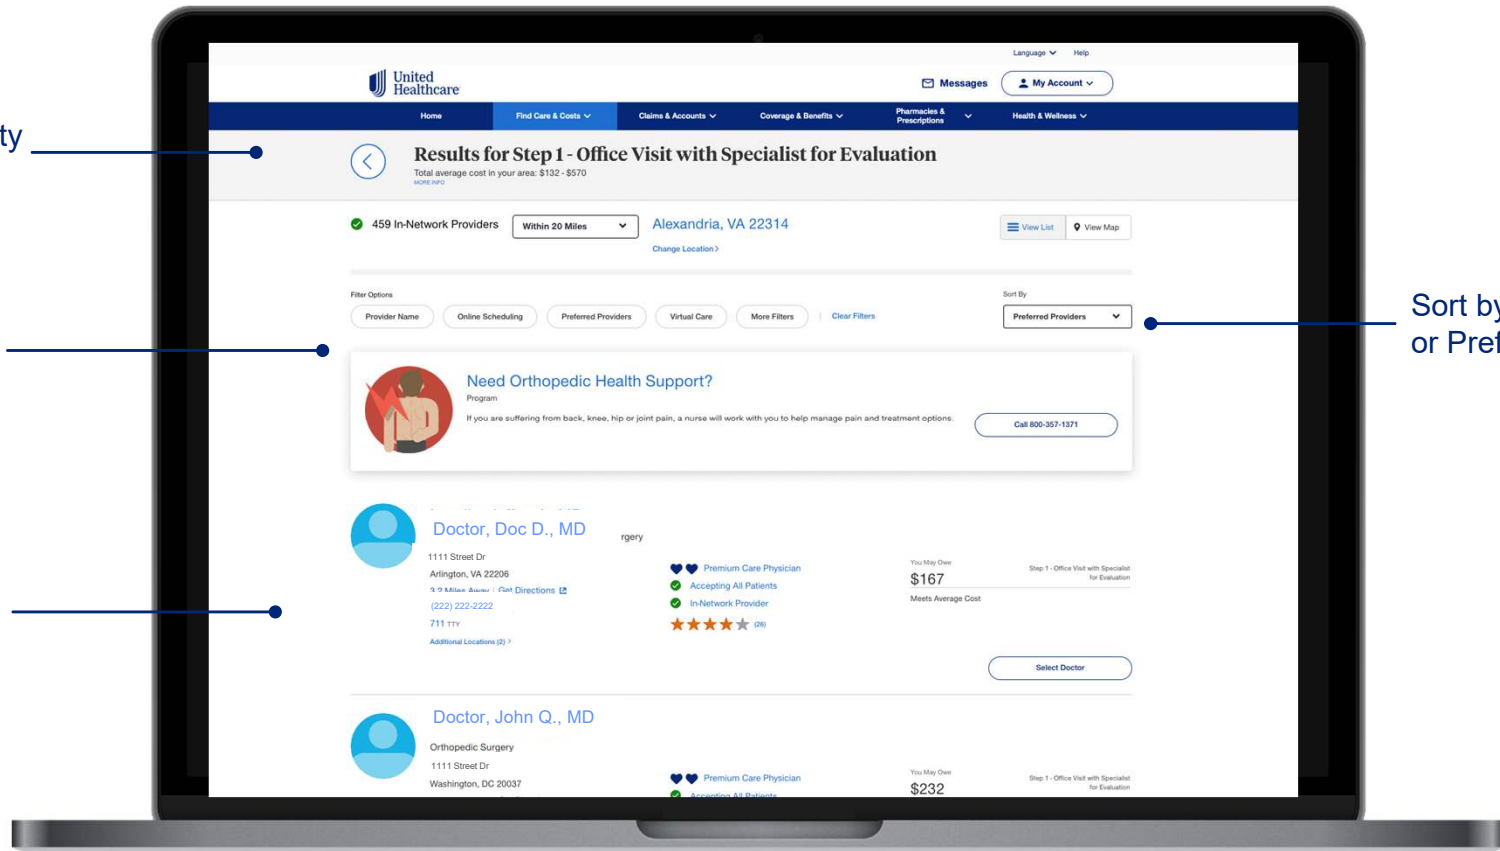 Language Help
United
Healthcare
Messages My Account
Home Find Care & Costs Claims & Accounts Coverage & Benefits Pharmacies &
Prescriptions Health & Wellness
ty
Results for Step 1 - Office Visit with Specialist for Evaluation
Total average cost in your area: $132 - $570
MORE INFO
459 In-Network Providers Within 20 Miles Alexandria, VA 22314 View List View Map
Change Location >
Filter Options Sort By
Provider Name Online Scheduling Preferred Providers Virtual Care More Filters | Clear Filters Preferred Providers
Sort by
or Pref
Need Orthopedic Health Support?
Program
If you are suffering from back, knee, hip or joint pain, a nurse will work with you to help manage pain and treatment options.
Call 800-357-1371
Doctor, Doc D., MD
rgery
1111 Street Dr
Arlington, VA 22206
3.2 Miles Away | Get Directions
(222) 222-2222
711 TTY
Additional Locations (2) >
Premium Care Physician
Accepting All Patients
In-Network Provider
(26)
You May Owe
$167
Meets Average Cost
Step 1 - Office Visit with Specialist
for Evaluation
Select Doctor
Doctor, John Q., MD
Orthopedic Surgery
1111 Street Dr
Washington, DC 20037
Premium Care Physician
Accepting All Patients
You May Owe
$232
Step 1 - Office Visit with Specialist
for Evaluation